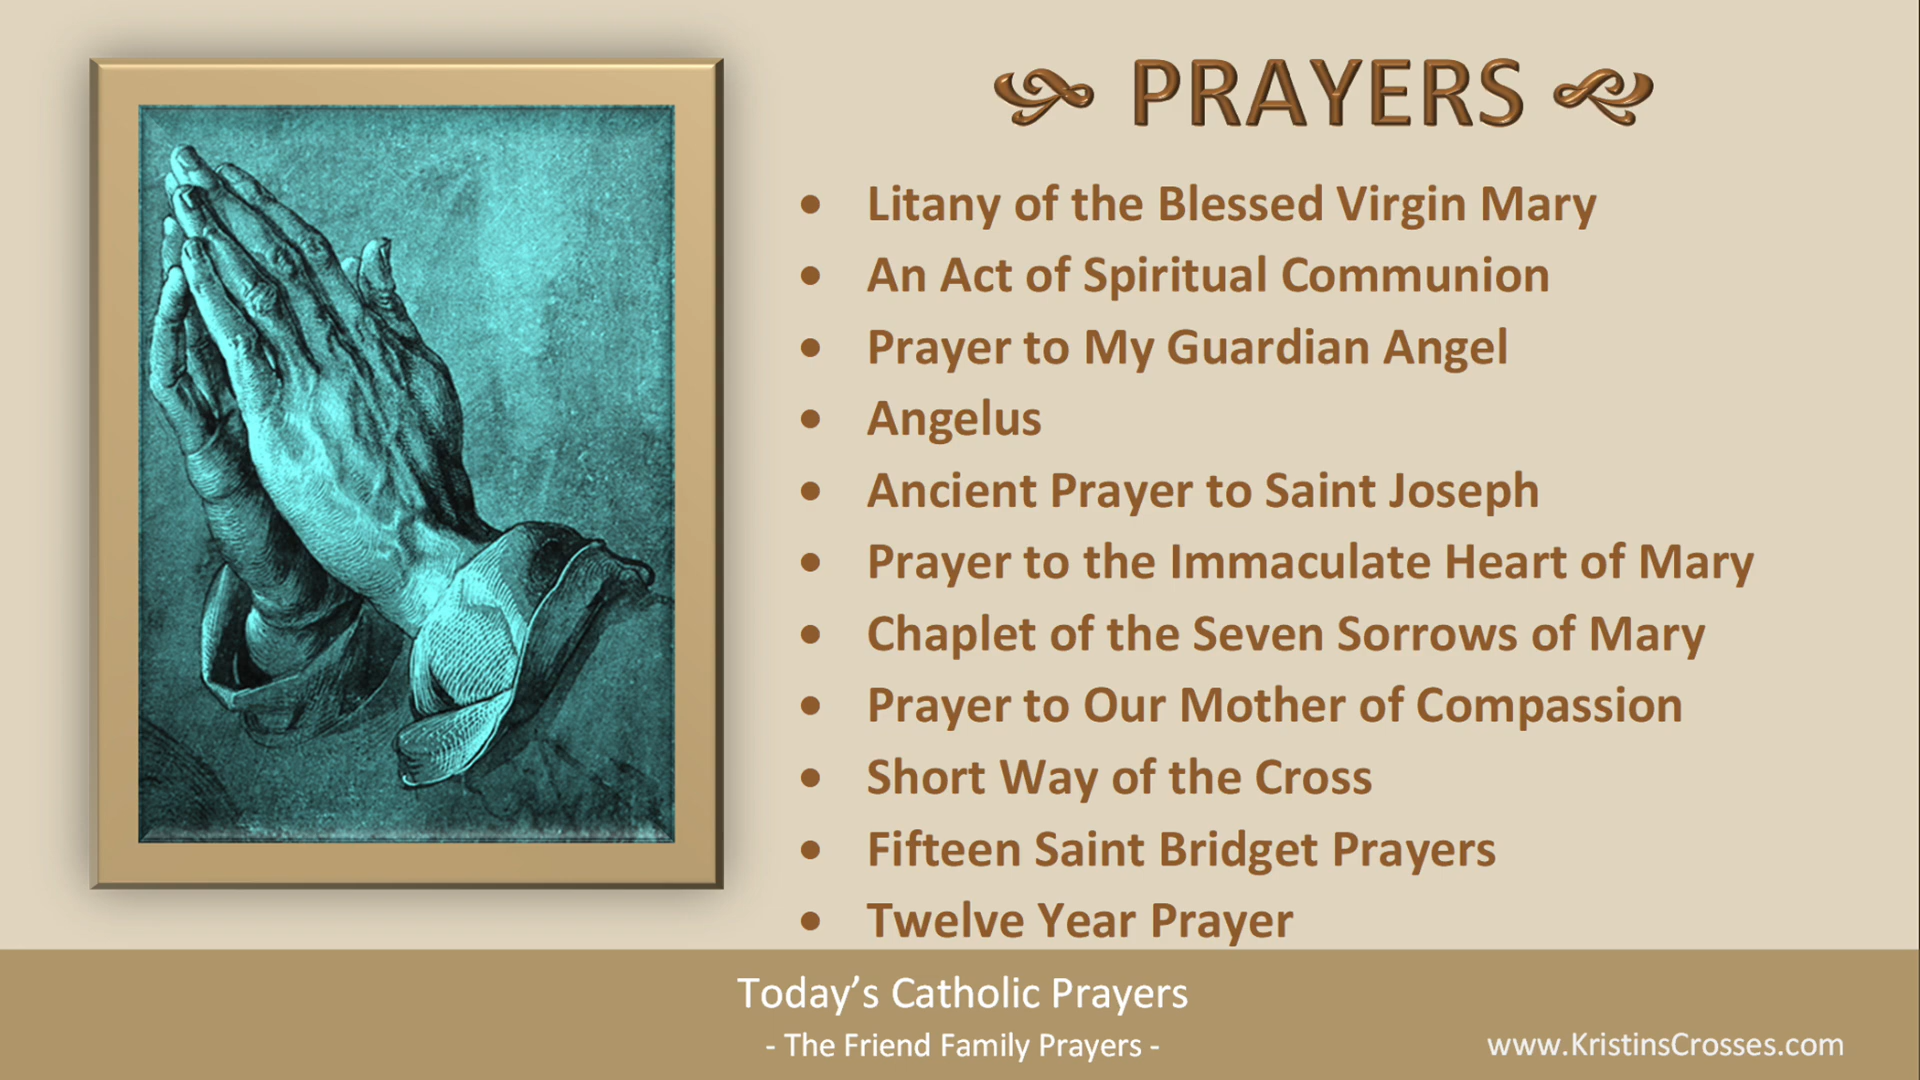 PRAYERS
• Litany of the Blessed Virgin Mary
• An Act of Spiritual Communion
• Prayer to My Guardian Angel
• Angelus
• Ancient Prayer to Saint Joseph
• Prayer to the Immaculate Heart of Mary
• Chaplet of the Seven Sorrows of Mary
• Prayer to Our Mother of Compassion
• Short Way of the Cross
• Fifteen Saint Bridget Prayers
• Twelve Year Prayer
Today’s Catholic Prayers
- The Friend Family Prayers -
www.KristinsCrosses.com